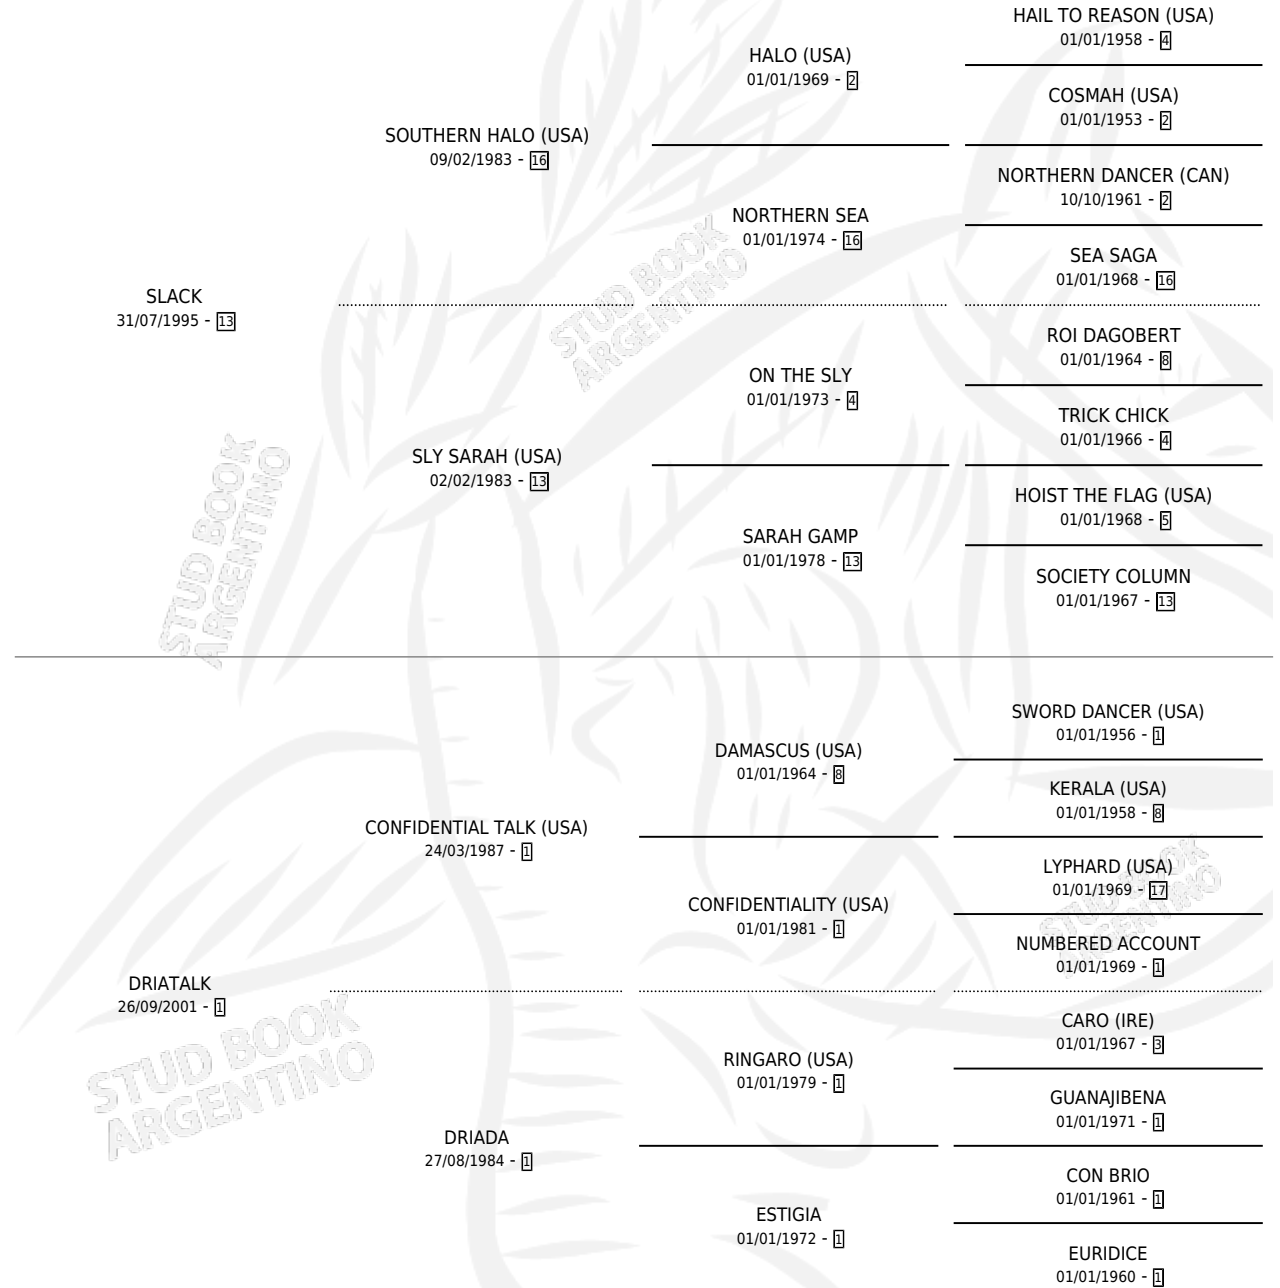 HAIL TO REASON (USA)
01/01/1958 - 4
HALO (USA)
01/01/1969 - 2
COSMAH (USA)
01/01/1953 - 2
SOUTHERN HALO (USA)
09/02/1983 - 16
NORTHERN DANCER (CAN)
10/10/1961 - 2
NORTHERN SEA
01/01/1974 - 16
SEA SAGA
01/01/1968 - 16
SLACK
31/07/1995 - 13
STUD BOOK
ARGENTINO
ROI DAGOBERT
01/01/1964 - 8
ON THE SLY
01/01/1973 - 4
TRICK CHICK
01/01/1966 - 4
SLY SARAH (USA)
02/02/1983 - 13
HOIST THE FLAG (USA)
01/01/1968 - 5
SARAH GAMP
01/01/1978 - 13
SOCIETY COLUMN
01/01/1967 - 13
STUD BOOK
ARGENTINO
SWORD DANCER (USA)
01/01/1956 - 1
DAMASCUS (USA)
01/01/1964 - 8
KERALA (USA)
01/01/1958 - 8
CONFIDENTIAL TALK (USA)
24/03/1987 - 1
LYPHARD (USA)
01/01/1969 - 17
CONFIDENTIALITY (USA)
01/01/1981 - 1
NUMBERED ACCOUNT
01/01/1969 - 1
STUD BOOK
ARGENTINO
DRIATALK
26/09/2001 - 1
CARO (IRE)
01/01/1967 - 3
RINGARO (USA)
01/01/1979 - 1
GUANAJIBENA
01/01/1971 - 1
STUD BOOK
ARGENTINO
DRIADA
27/08/1984 - 1
CON BRIO
01/01/1961 - 1
ESTIGIA
01/01/1972 - 1
EURIDICE
01/01/1960 - 1